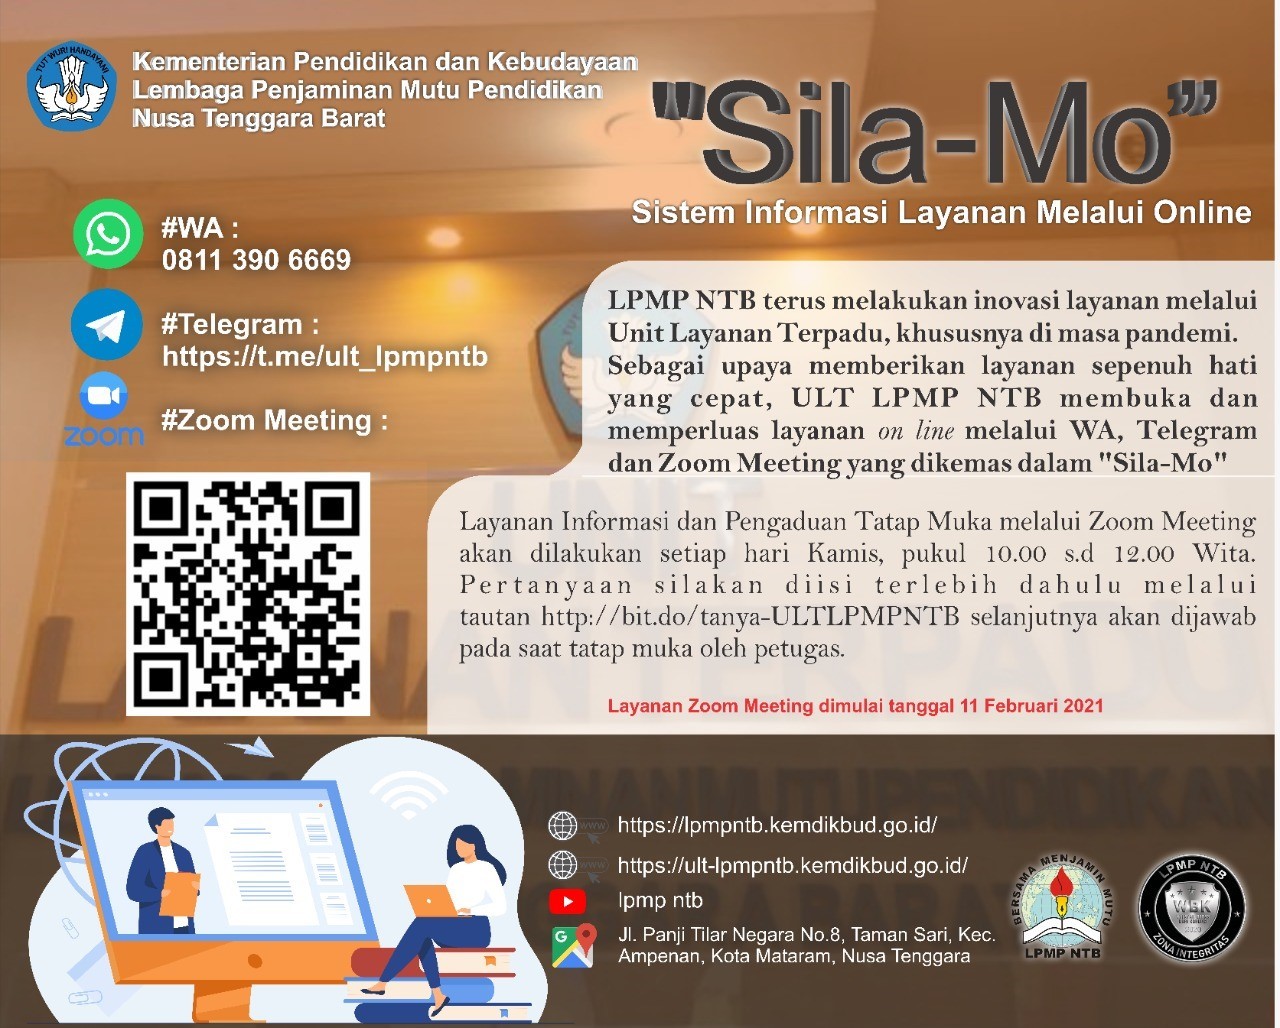 TUT WURI HANDAYANI
Kementerian Pendidikan dan Kebudayaan
Lembaga Penjaminan Mutu Pendidikan
Nusa Tenggara Barat
"Sila-Mo”
Sistem Informasi Layanan Melalui Online
#WA :
0811 390 6669
#Telegram :
https://t.me/ult_lpmpntb
zoom
#Zoom Meeting :
LPMP NTB terus melakukan inovasi layanan melalui
Unit Layanan Terpadu, khususnya di masa pandemi.
Sebagai upaya memberikan layanan sepenuh hati
yang cepat, ULT LPMP NTB membuka dan
memperluas layanan on line melalui WA, Telegram
dan Zoom Meeting yang dikemas dalam "Sila-Mo"
UNIT
LAYANAN TERPADU
Layanan Informasi dan Pengaduan Tatap Muka melalui Zoom Meeting
akan dilakukan setiap hari Kamis, pukul 10.00 s.d 12.00 Wita.
Pertanyaan silakan diisi terlebih dahulu melalui
tautan http://bit.do/tanya-ULTLPMPNTB selanjutnya akan dijawab
pada saat tatap muka oleh petugas.
Layanan Zoom Meeting dimulai tanggal 11 Februari 2021
https://lpmpntb.kemdikbud.go.id/
https://ult-lpmpntb.kemdikbud.go.id/
lpmp ntb
Jl. Panji Tilar Negara No.8, Taman Sari, Kec.
Ampenan, Kota Mataram, Nusa Tenggara
BERSAMA MENJAMIN MUTU
LPMP NTB
LPMP NTB
WBK
ZONA INTEGRITAS